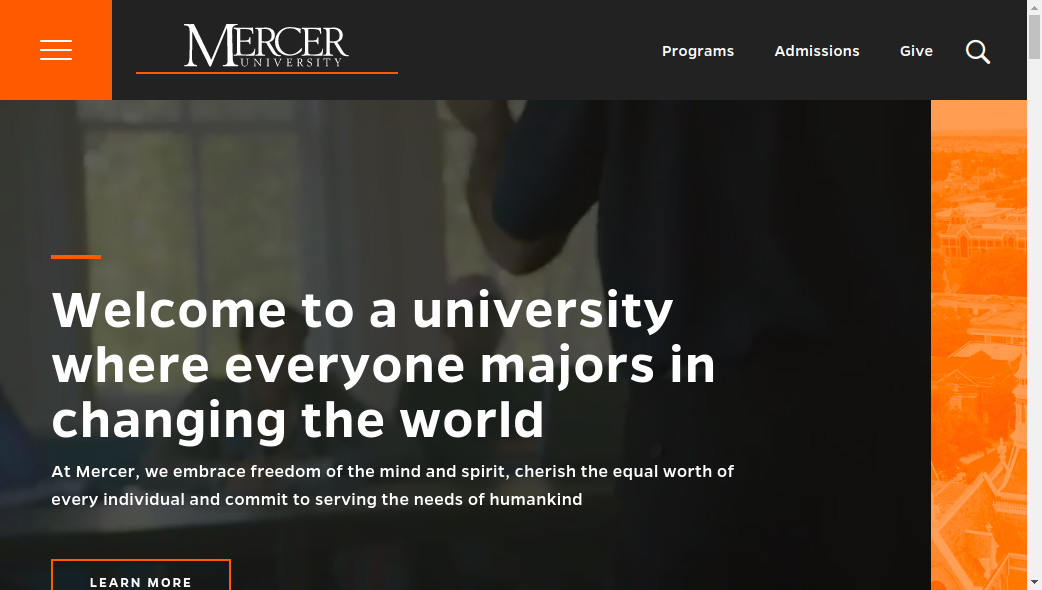 MERCER
UNIVERSITY
Programs
Admissions
Give
Welcome to a university
where everyone majors in
changing the world
At Mercer, we embrace freedom of the mind and spirit, cherish the equal worth of
every individual and commit to serving the needs of humankind
LEARN MORE